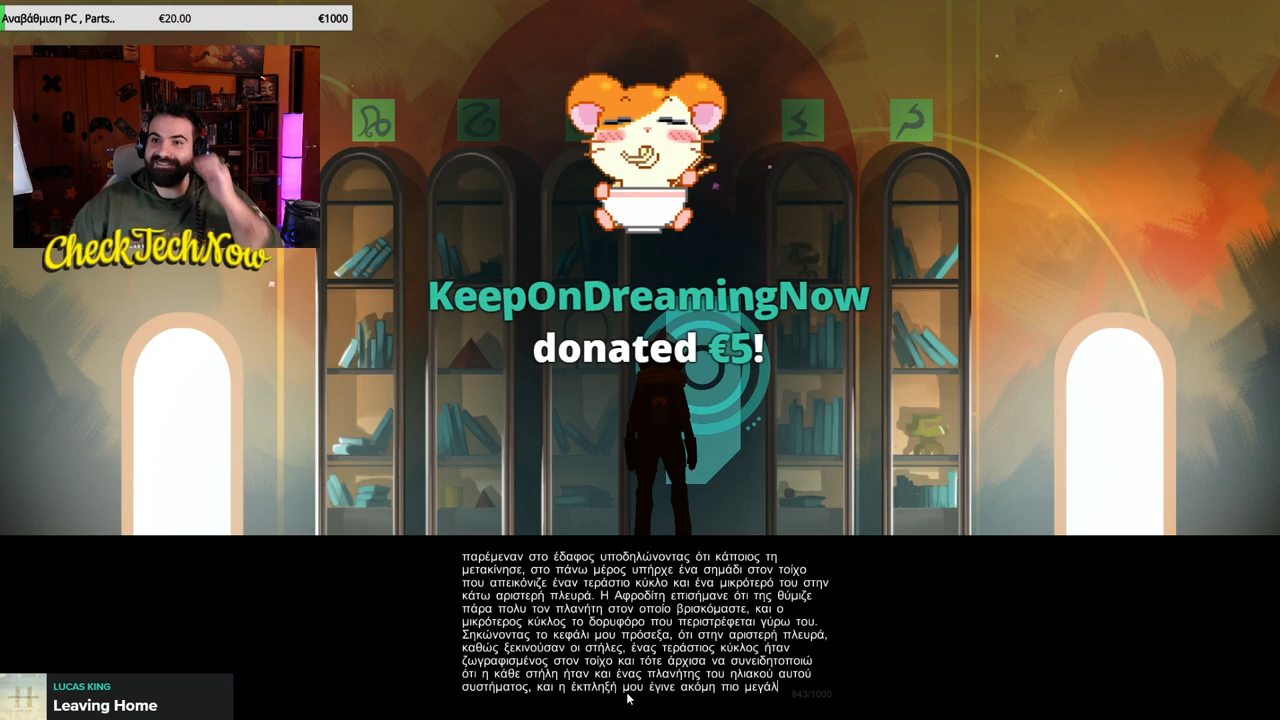 Αναβάθμιση PC , Parts.. €20.00 €1000
CheckTechNow
KeepOnDreamingNow
donated €5!
παρέμεναν στο έδαφος υποδηλώνοντας ότι κάποιος τη
μετακίνησε, στο πάνω μέρος υπήρχε ένα σημάδι στον τοίχο
που απεικόνιζε έναν τεράστιο κύκλο και ένα μικρότερό του στην
κάτω αριστερή πλευρά. Η Αφροδίτη επισήμανε ότι της θύμιζε
πάρα πολυ τον πλανήτη στον οποίο βρισκόμαστε, και ο
μικρότερος κύκλος το δορυφόρο που περιστρέφεται γύρω του.
Σηκώνοντας το κεφάλι μου πρόσεξα, ότι στην αριστερή πλευρά,
καθώς ξεκινούσαν οι στήλες, ένας τεράστιος κύκλος ήταν
ζωγραφισμένος στον τοίχο και τότε άρχισα να συνειδητοποιώ
ότι η κάθε στήλη ήταν και ένας πλανήτης του ηλιακού αυτού
συστήματος, και η έκπληξή μου έγινε ακόμη πιο μεγάλ
843/1000
LUCAS KING
Leaving Home